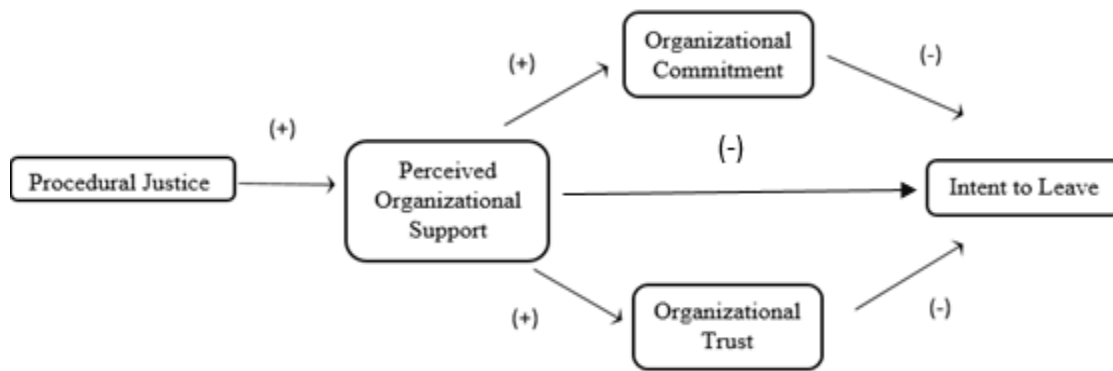 Organizational
Commitment
(+)
(-)
(+)
(-)
Procedural Justice
Perceived
Organizational
Support
Intent to Leave
(+)
Organizational
Trust
(-)